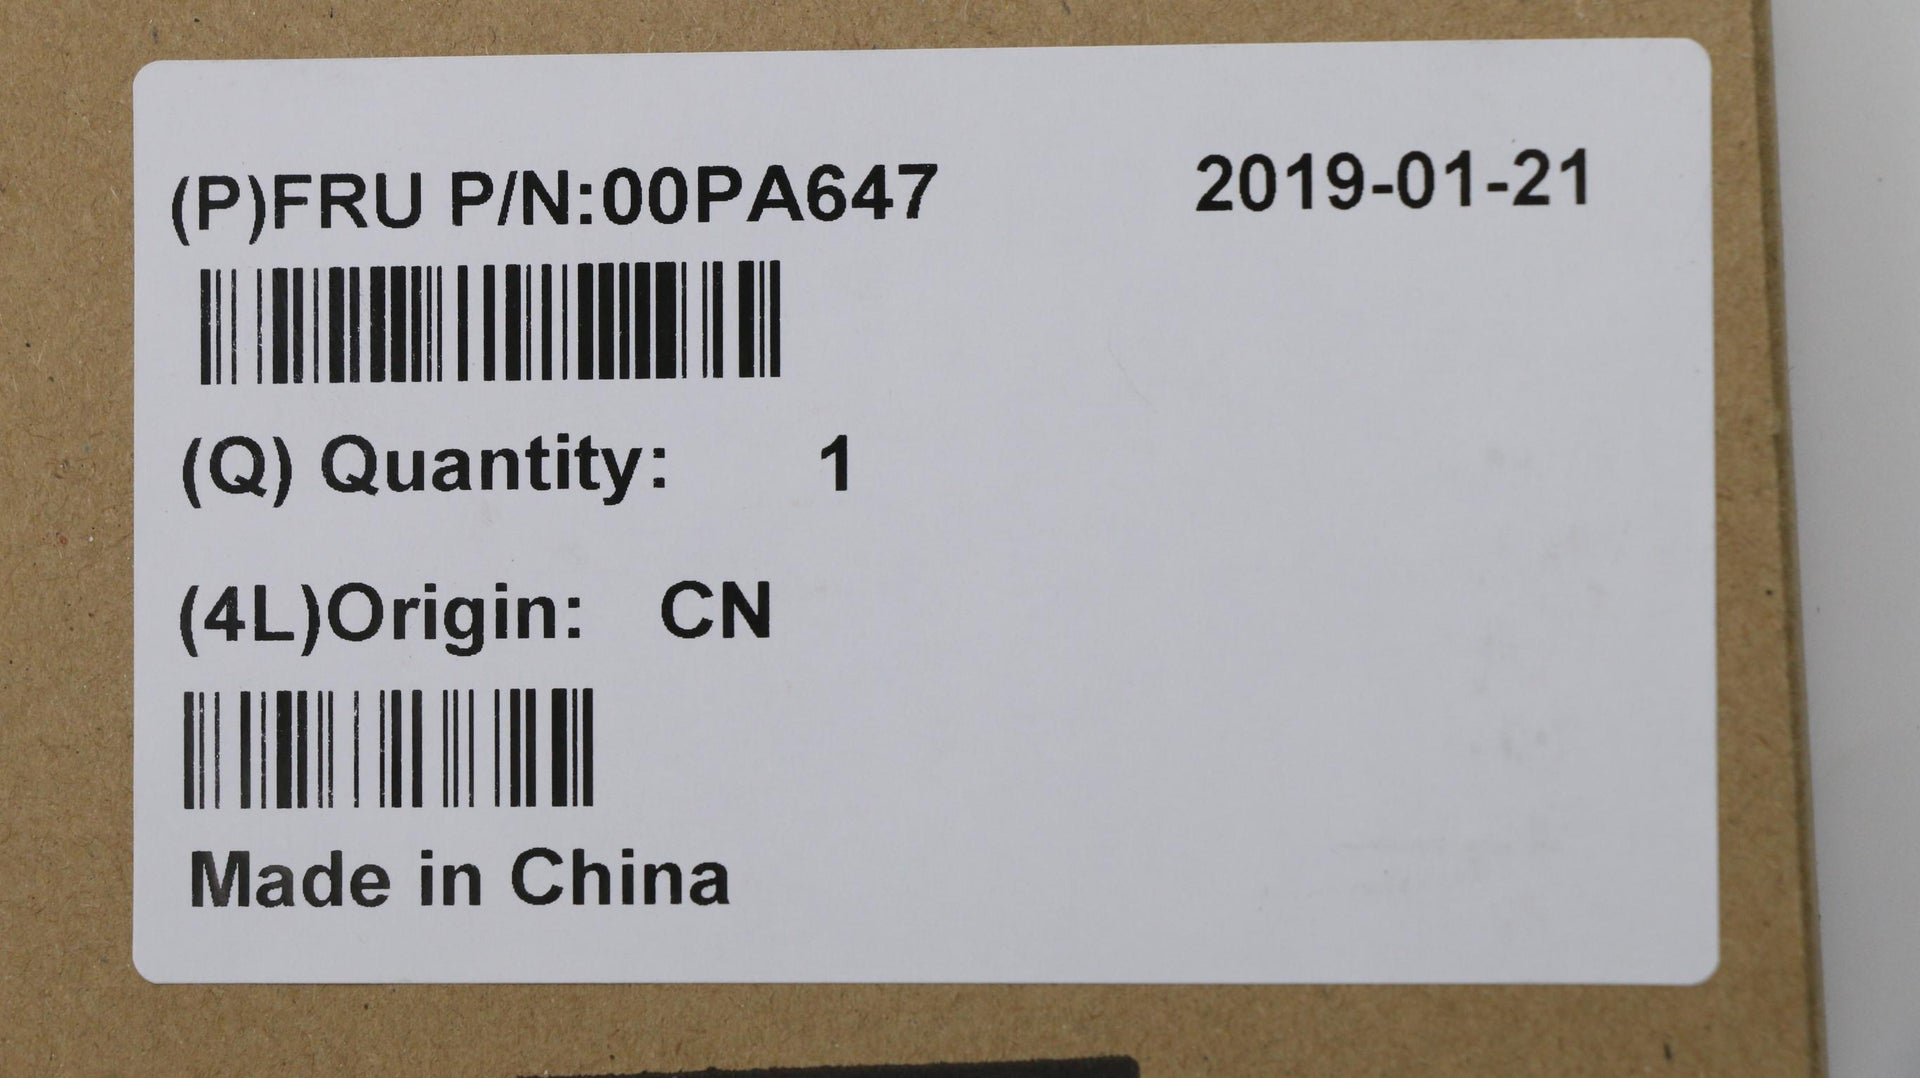 (P)FRU P/N:00PA647 2019-01-21
(Q) Quantity: 1
(4L)Origin: CN
Made in China